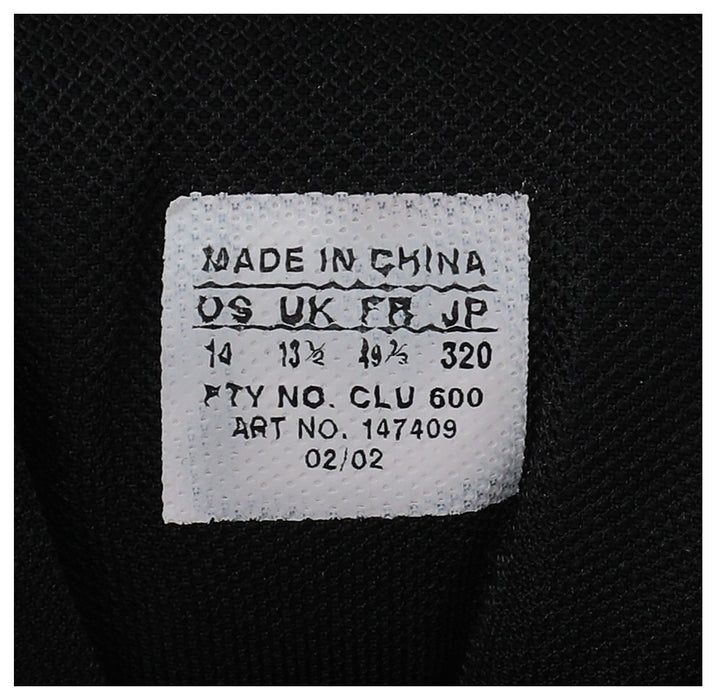 MADE IN CHINA
US UK FR JP
14 13½ 49⅓ 320
FTY NO. CLU 600
ART NO. 147409
02/02